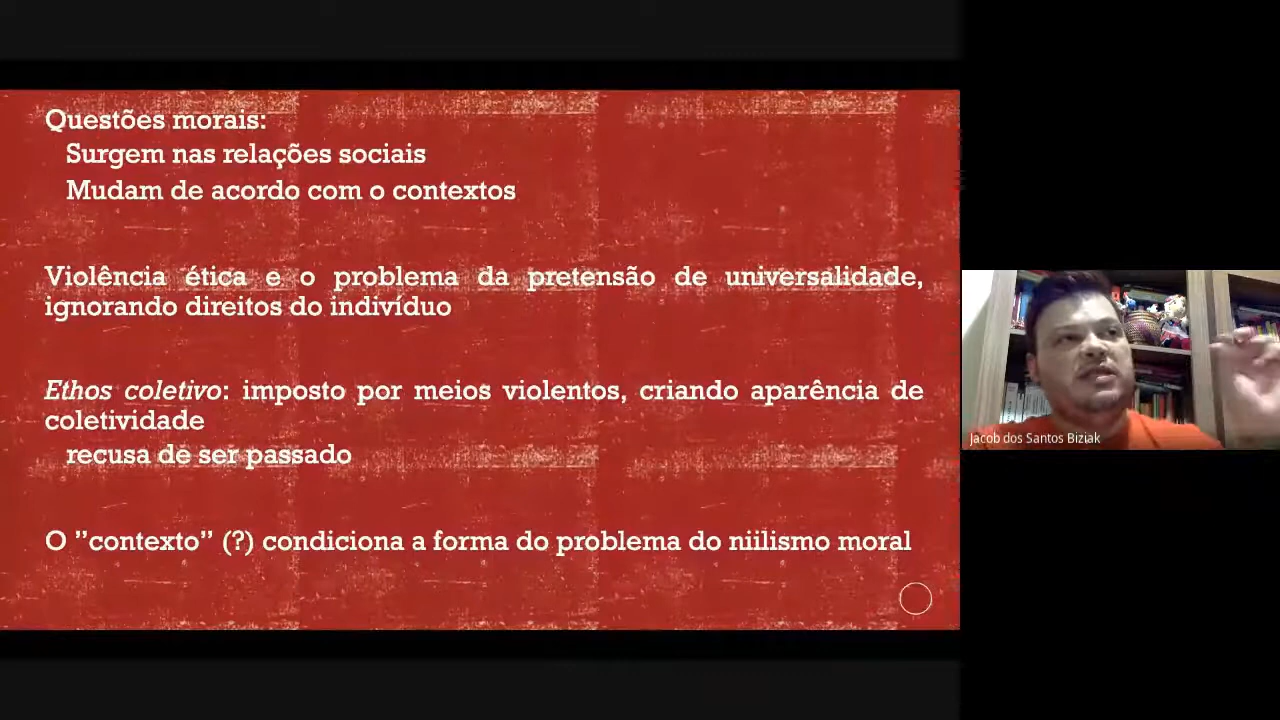 Questões morais:
Surgem nas relações sociais
Mudam de acordo com o contextos
Violência ética e o problema da pretensão de universalidade,
ignorando direitos do indivíduo
Ethos coletivo: imposto por meios violentos, criando aparência de
coletividade
recusa de ser passado
O ”contexto” (?) condiciona a forma do problema do niilismo moral
Jacob dos Santos Biziak